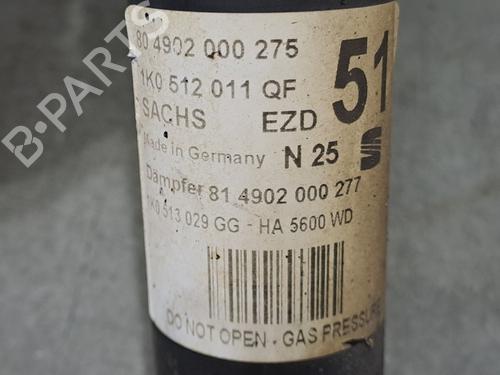 80 4902 000 275
1K0 512 011 QF
SACHS EZD 51
Made in Germany N 25
Dämpfer 81 4902 000 277
1K0 513 029 GG - HA 5600 WD
DO NOT OPEN - GAS PRESSURE
B-PARTS